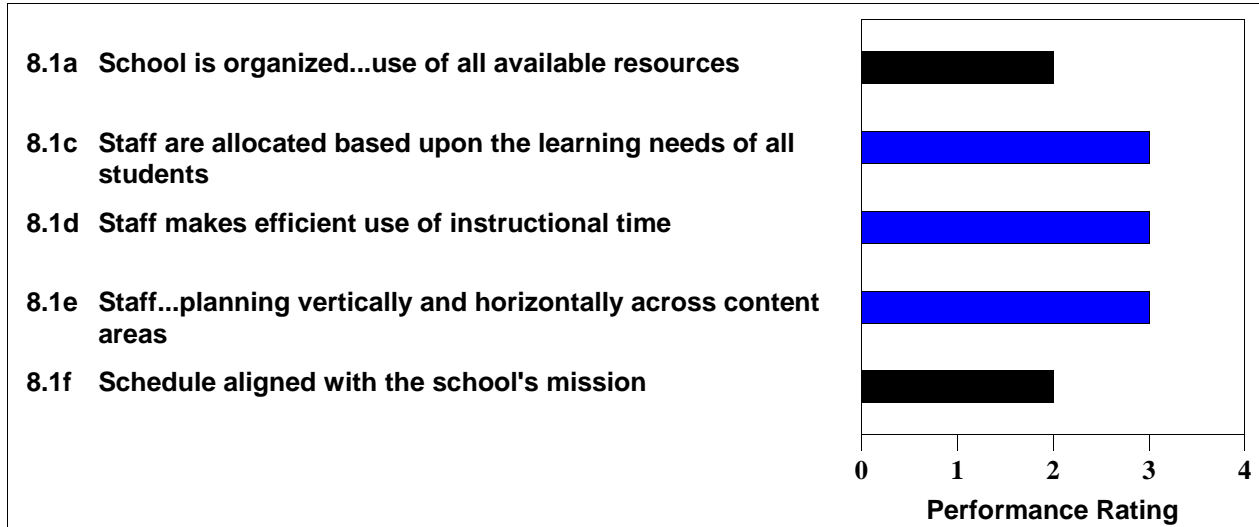 8.1a School is organized...use of all available resources
8.1c Staff are allocated based upon the learning needs of all
students
8.1d Staff makes efficient use of instructional time
8.1e Staff...planning vertically and horizontally across content
areas
8.1f Schedule aligned with the school's mission
0 1 2 3 4
Performance Rating